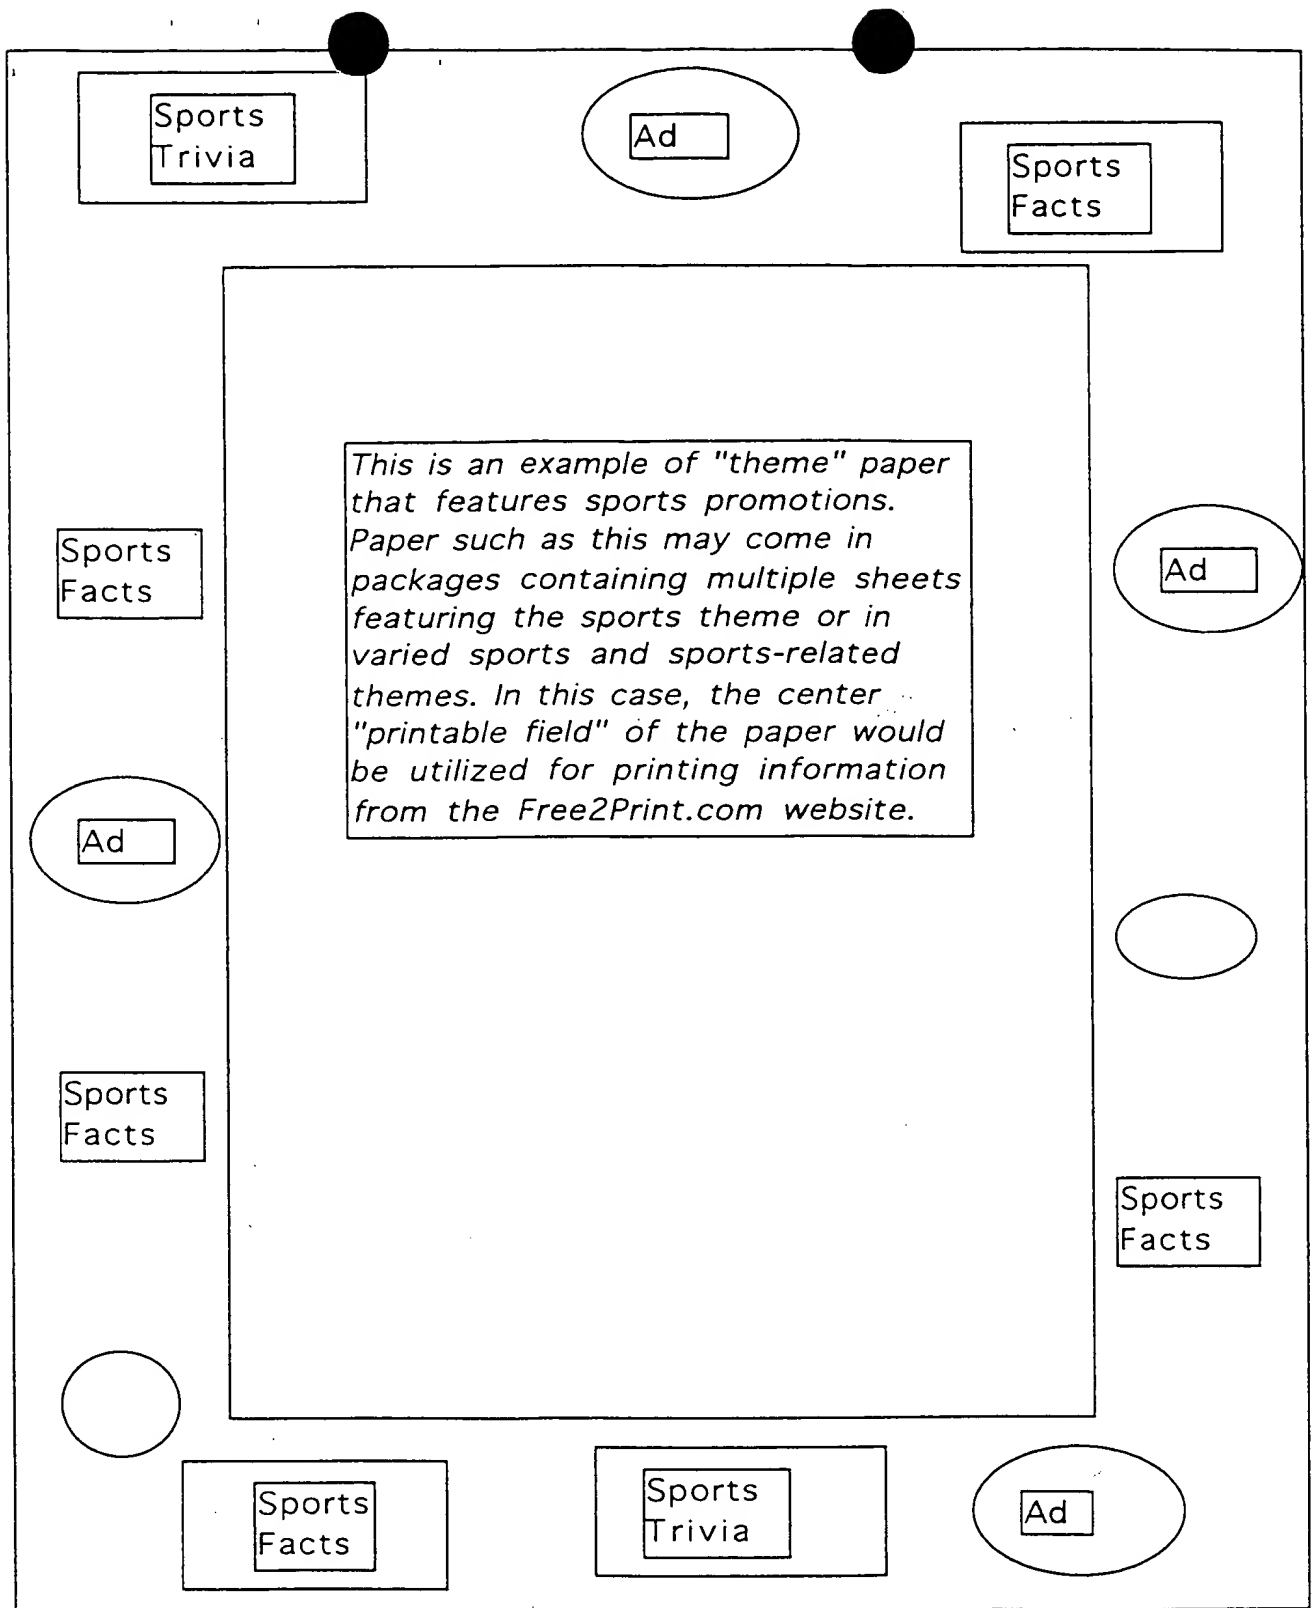 Sports
Trivia
Ad
Sports
Facts
This is an example of "theme" paper
that features sports promotions.
Paper such as this may come in
packages containing multiple sheets
featuring the sports theme or in
varied sports and sports-related
themes. In this case, the center
"printable field" of the paper would
be utilized for printing information
from the Free2Print.com website.
Sports
Facts
Ad
Ad
Sports
Facts
Sports
Facts
Sports
Facts
Sports
Trivia
Ad